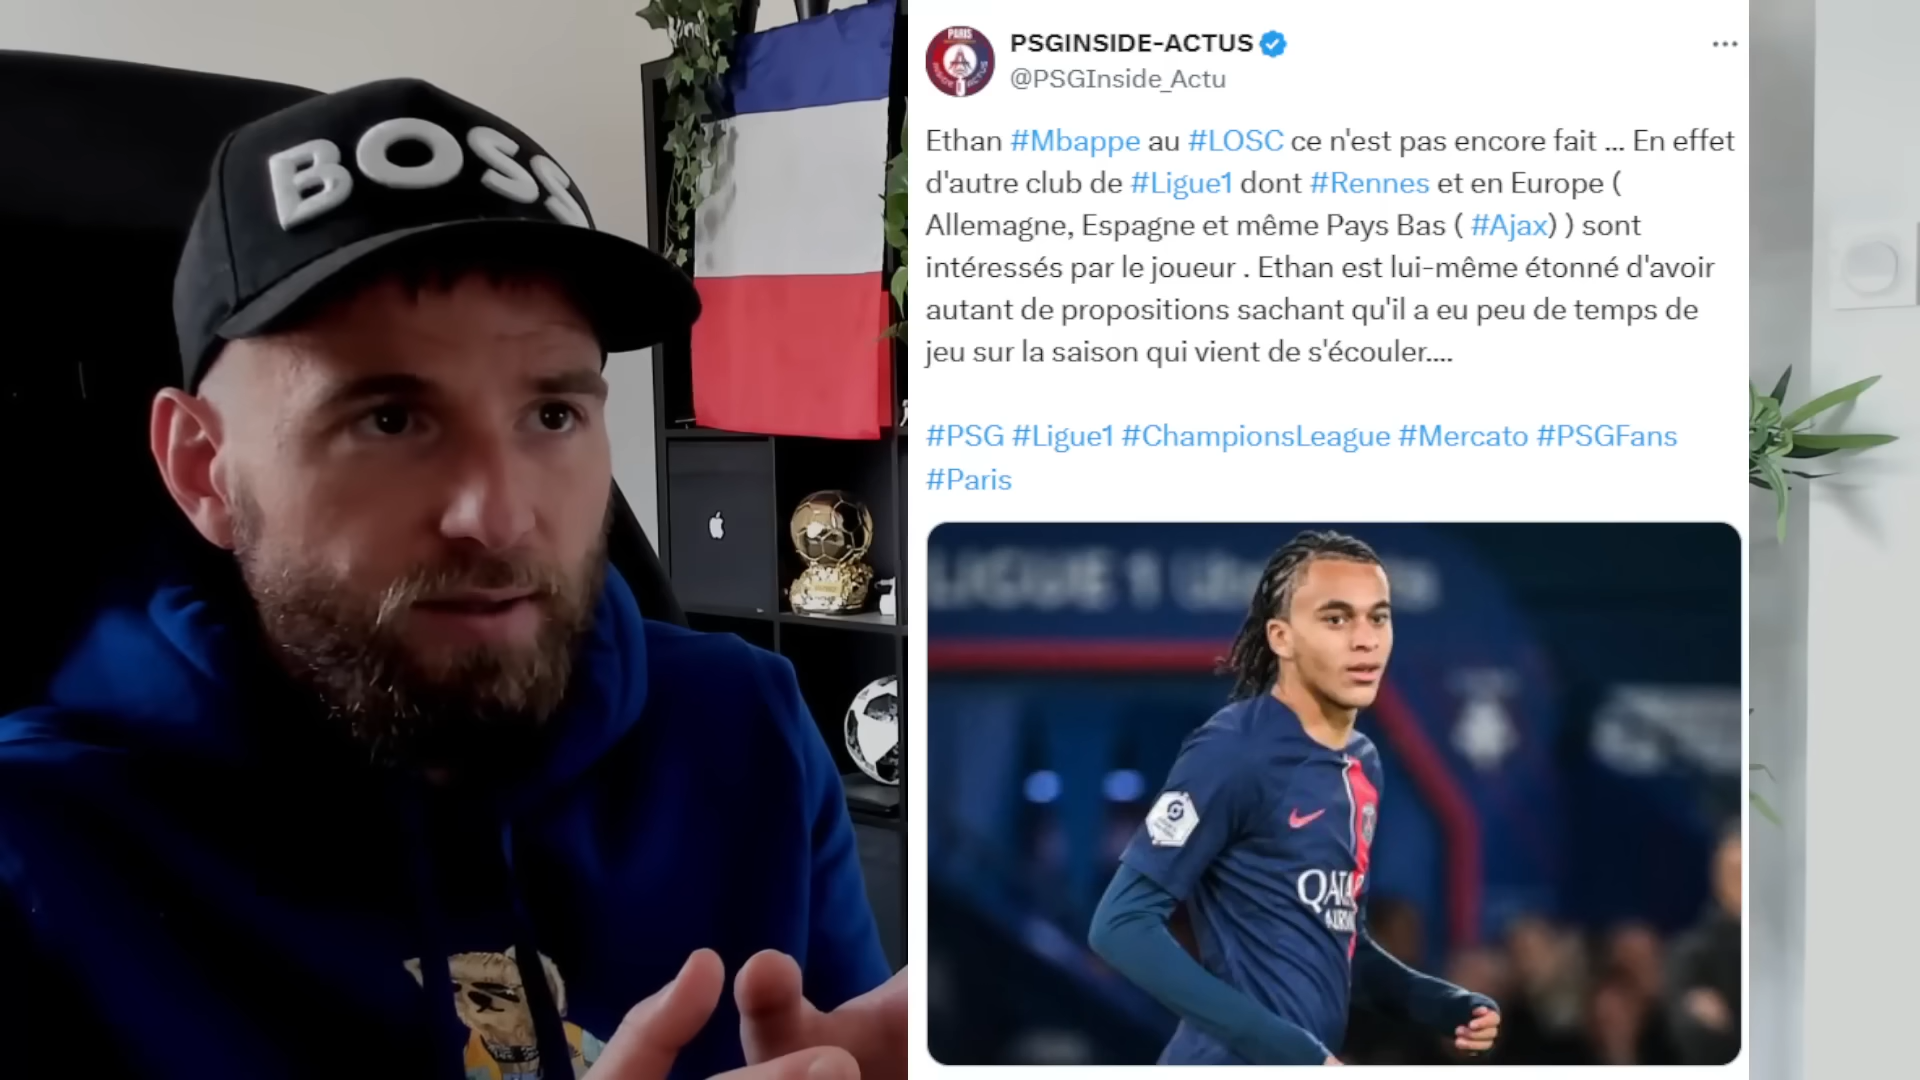 BOSS
PARIS
PSGINSIDE-ACTUS
@PSGInside_Actu
Ethan #Mbappe au #LOSC ce n'est pas encore fait ... En effet
d'autre club de #Ligue1 dont #Rennes et en Europe (
Allemagne, Espagne et même Pays Bas ( #Ajax) ) sont
intéressés par le joueur . Ethan est lui-même étonné d'avoir
autant de propositions sachant qu'il a eu peu de temps de
jeu sur la saison qui vient de s'écouler....
#PSG #Ligue1 #ChampionsLeague #Mercato #PSGFans
#Paris
LIGUE 1